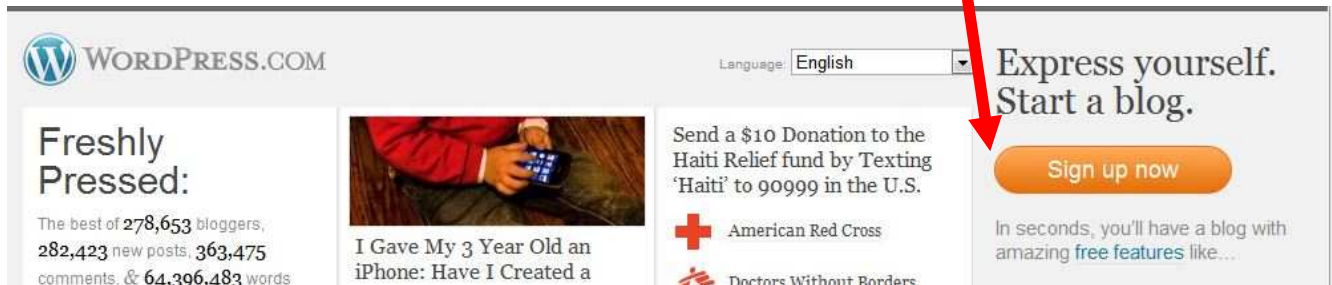 WORDPRESS.COM
Language: English
Express yourself.
Start a blog.
Sign up now
In seconds, you'll have a blog with
amazing free features like...
Freshly
Pressed:
The best of 278,653 bloggers,
282,423 new posts, 363,475
comments, & 64,396,483 words
I Gave My 3 Year Old an
iPhone: Have I Created a
Send a $10 Donation to the
Haiti Relief fund by Texting
‘Haiti’ to 90999 in the U.S.
American Red Cross
Doctors Without Borders